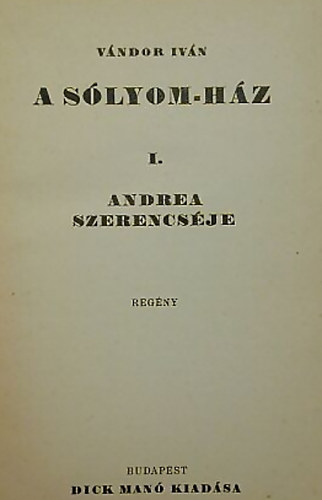 VÁNDOR IVÁN
A SÓLYOM-HÁZ
I.
ANDREA
SZERENCSÉJE
REGÉNY
BUDAPEST
DICK MANÓ KIADÁSA